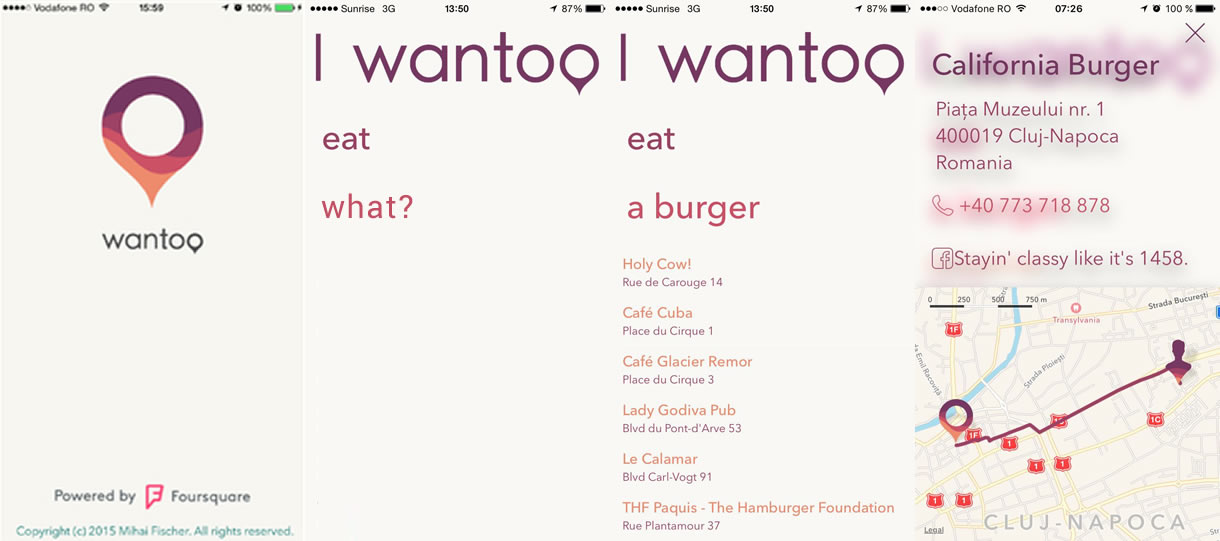 Vodafone RO
15:59
100%
wantoo
Powered by Foursquare
Copyright (c) 2015 Mihai Fischer. All rights reserved.
Sunrise 3G
13:50
87%
I wantoo
eat
what?
Sunrise 3G
13:50
87%
I wantoo
eat
a burger
Holy Cow!
Rue de Carouge 14
Café Cuba
Place du Cirque 1
Café Glacier Remor
Place du Cirque 3
Lady Godiva Pub
Blvd du Pont-d'Arve 53
Le Calamar
Blvd Carl-Vogt 91
THF Paquis - The Hamburger Foundation
Rue Plantamour 37
Vodafone RO
07:26
100 %
California Burger
Piața Muzeului nr. 1
400019 Cluj-Napoca
Romania
+40 773 718 878
Stayin' classy like it's 1458.
0 250 500 750 m
Strada București
Transylvania
1F
Strada Ploiești
a Emil Racoviță
1C
1F
1
1
1
1
1
CLUJ-NAPOCA
Legal